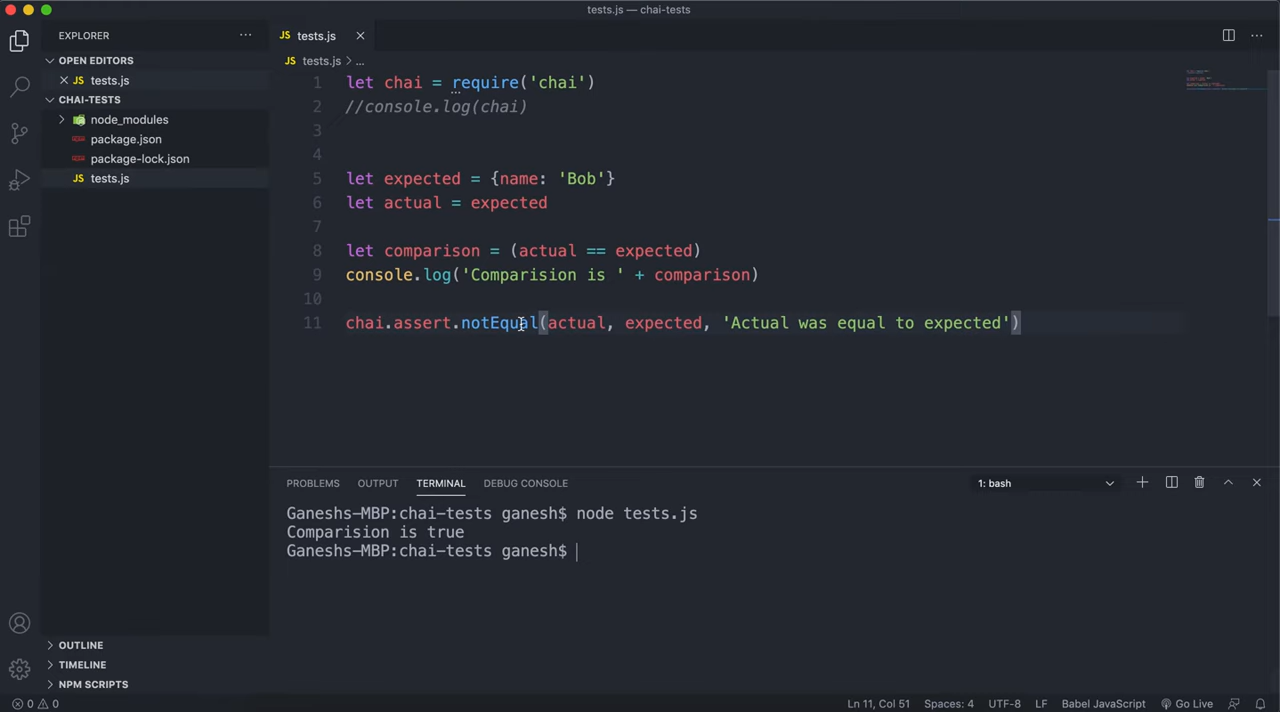 tests.js — chai-tests
EXPLORER ···
JS tests.js ×
OPEN EDITORS
× JS tests.js
CHAI-TESTS
node_modules
package.json
package-lock.json
JS tests.js
OUTLINE
TIMELINE
NPM SCRIPTS
JS tests.js > ...
1 let chai = require('chai')
2 //console.log(chai)
3
4
5 let expected = {name: 'Bob'}
6 let actual = expected
7
8 let comparison = (actual == expected)
9 console.log('Comparision is ' + comparison)
10
11 chai.assert.notEqual(actual, expected, 'Actual was equal to expected')
PROBLEMS OUTPUT TERMINAL DEBUG CONSOLE 1: bash
Ganeshs-MBP:chai-tests ganesh$ node tests.js
Comparision is true
Ganeshs-MBP:chai-tests ganesh$
0 0 Ln 11, Col 51 Spaces: 4 UTF-8 LF Babel JavaScript Go Live